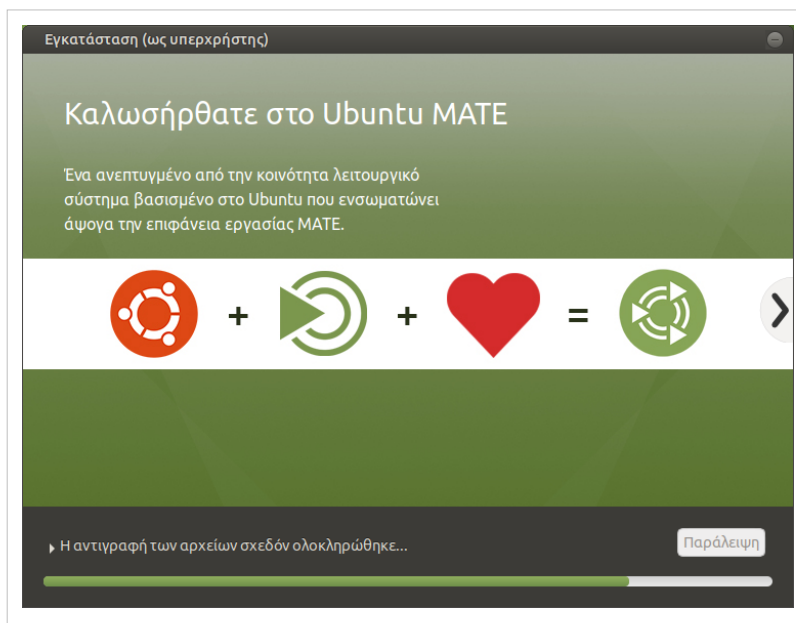 Εγκατάσταση (ως υπερχρήστης)
Καλωσήρθατε στο Ubuntu MATE
Ένα ανεπτυγμένο από την κοινότητα λειτουργικό
σύστημα βασισμένο στο Ubuntu που ενσωματώνει
άψογα την επιφάνεια εργασίας MATE.
+ + =
Η αντιγραφή των αρχείων σχεδόν ολοκληρώθηκε...
Παράλειψη